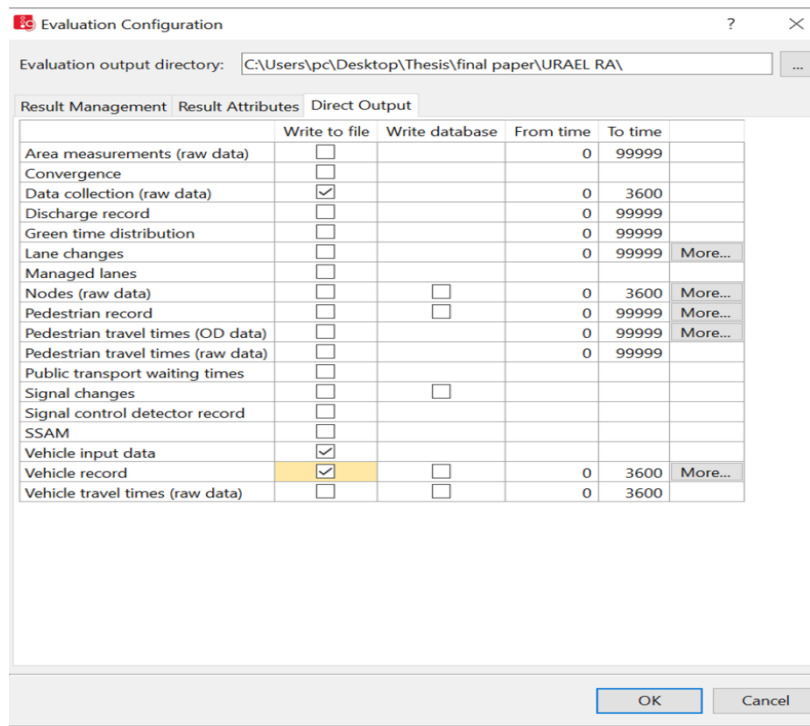 Evaluation Configuration ?
Evaluation output directory: C:\Users\pc\Desktop\Thesis\final paper\URAEL RA\ ...
Result Management Result Attributes Direct Output
Write to file Write database From time To time
Area measurements (raw data) 0 99999
Convergence
Data collection (raw data) 0 3600
Discharge record 0 99999
Green time distribution 0 99999
Lane changes 0 99999 More...
Managed lanes
Nodes (raw data) 0 3600 More...
Pedestrian record 0 99999 More...
Pedestrian travel times (OD data) 0 99999 More...
Pedestrian travel times (raw data) 0 99999
Public transport waiting times
Signal changes
Signal control detector record
SSAM
Vehicle input data
Vehicle record 0 3600 More...
Vehicle travel times (raw data) 0 3600
OK Cancel